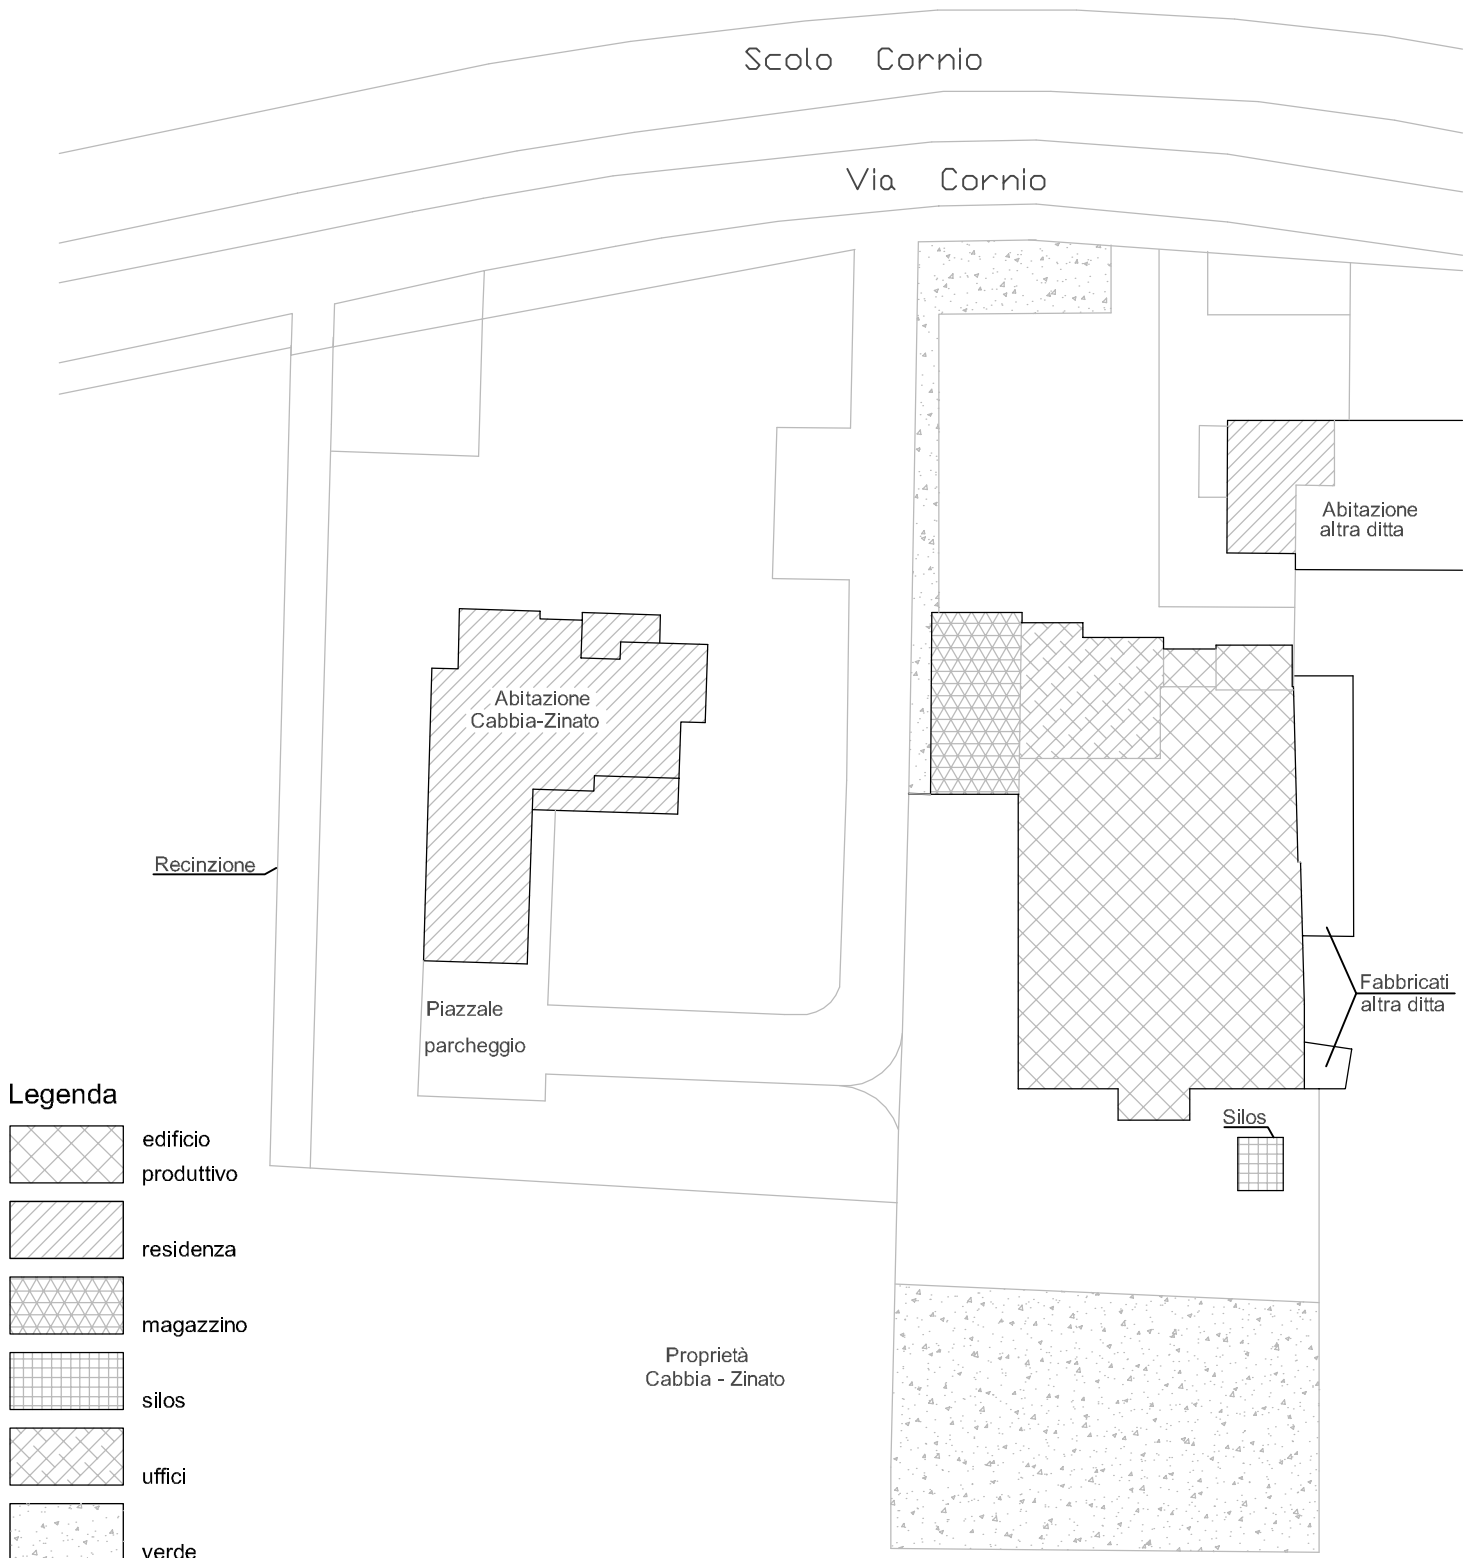 Scolo Cornio
Via Cornio
Abitazione
altra ditta
Abitazione
Cabbia-Zinato
Recinzione
Fabbricati
altra ditta
Piazzale
parcheggio
Silos
Legenda
edificio
produttivo
residenza
magazzino
silos
uffici
verde
Proprietà
Cabbia - Zinato